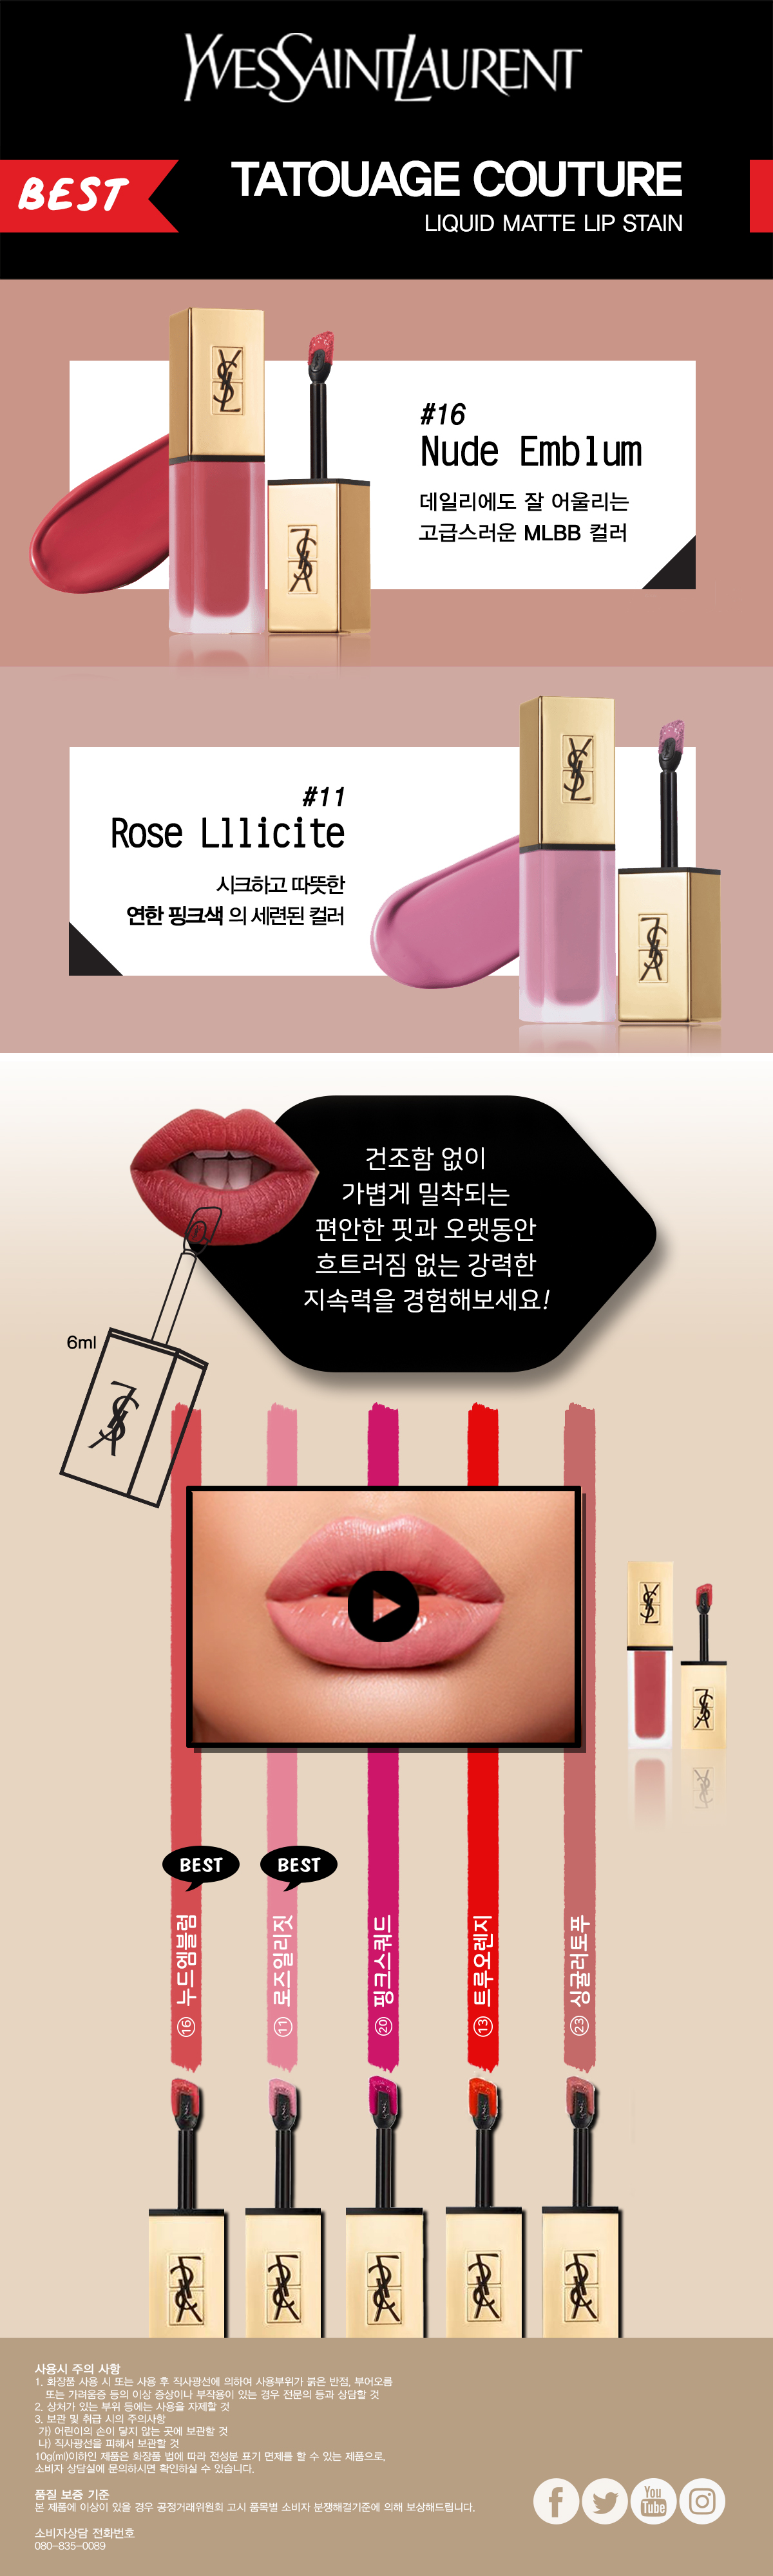 YVESSAINTLAURENT
BEST
TATOUAGE COUTURE
LIQUID MATTE LIP STAIN
#16
Nude Emblum
데일리에도 잘 어울리는
고급스러운 MLBB 컬러
#11
Rose Lllicite
시크하고 따뜻한
연한 핑크색 의 세련된 컬러
건조함 없이
가볍게 밀착되는
편안한 핏과 오랫동안
흐트러짐 없는 강력한
지속력을 경험해보세요!
6ml
BEST
BEST
16 누드엠블럼
11 로즈일리짓
20 핑크스쿼드
13 트루오렌지
23 싱귤러토푸
사용시 주의 사항
1. 화장품 사용 시 또는 사용 후 직사광선에 의하여 사용부위가 붉은 반점, 부어오름
또는 가려움증 등의 이상 증상이나 부작용이 있는 경우 전문의 등과 상담할 것
2. 상처가 있는 부위 등에는 사용을 자제할 것
3. 보관 및 취급 시의 주의사항
가) 어린이의 손이 닿지 않는 곳에 보관할 것
나) 직사광선을 피해서 보관할 것
10g(ml)이하인 제품은 화장품 법에 따라 전성분 표기 면제를 할 수 있는 제품으로,
소비자 상담실에 문의하시면 확인하실 수 있습니다.
품질 보증 기준
본 제품에 이상이 있을 경우 공정거래위원회 고시 품목별 소비자 분쟁해결기준에 의해 보상해드립니다.
소비자상담 전화번호
080-835-0089
You
Tube